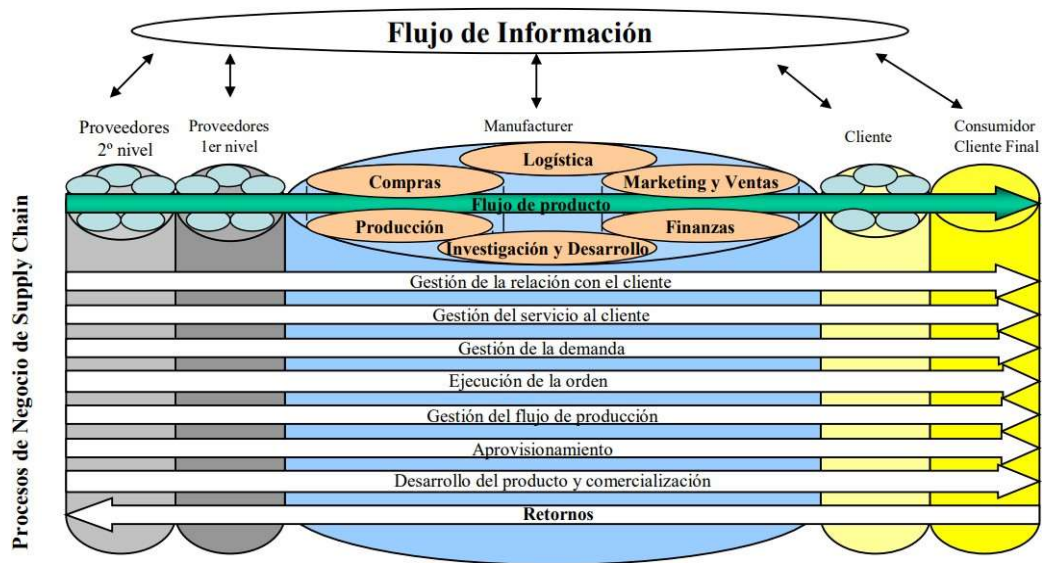 Flujo de Información
Proveedores
2º nivel
Proveedores
1er nivel
Manufacturer
Cliente
Consumidor
Cliente Final
Logística
Compras
Marketing y Ventas
Flujo de producto
Producción
Finanzas
Investigación y Desarrollo
Procesos de Negocio de Supply Chain
Gestión de la relación con el cliente
Gestión del servicio al cliente
Gestión de la demanda
Ejecución de la orden
Gestión del flujo de producción
Aprovisionamiento
Desarrollo del producto y comercialización
Retornos